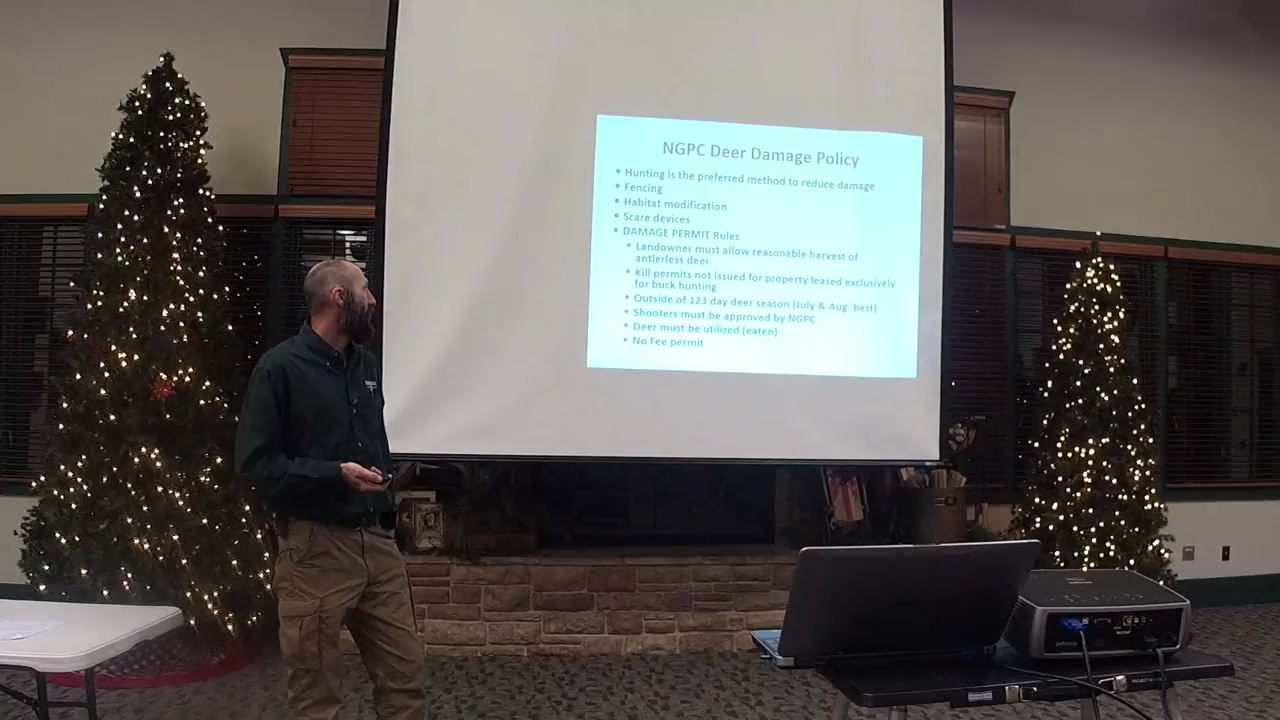 NGPC Deer Damage Policy
• Hunting is the preferred method to reduce damage
• Fencing
• Habitat modification
• Scare devices
• DAMAGE PERMIT Rules
• Landowner must allow reasonable harvest of
antlerless deer
• Kill permits not issued for property leased exclusively
for buck hunting
• Outside of 123 day deer season (July & Aug. best)
• Shooters must be approved by NGPC
• Deer must be utilized (eaten)
• No Fee permit